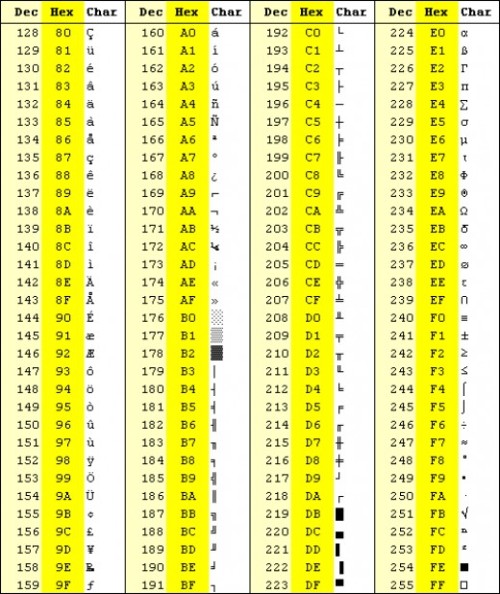 Dec Hex Char Dec Hex Char Dec Hex Char Dec Hex Char
128 80 Ç 160 A0 á 192 C0 └ 224 E0 α
129 81 ü 161 A1 í 193 C1 ┴ 225 E1 ß
130 82 é 162 A2 ó 194 C2 ┬ 226 E2 Γ
131 83 â 163 A3 ú 195 C3 ├ 227 E3 π
132 84 ä 164 A4 ñ 196 C4 ─ 228 E4 Σ
133 85 à 165 A5 Ñ 197 C5 ┼ 229 E5 σ
134 86 å 166 A6 ª 198 C6 ╞ 230 E6 µ
135 87 ç 167 A7 º 199 C7 ╟ 231 E7 τ
136 88 ê 168 A8 ¿ 200 C8 ╚ 232 E8 Φ
137 89 ë 169 A9 ⌐ 201 C9 ╔ 233 E9 Θ
138 8A è 170 AA ¬ 202 CA ╩ 234 EA Ω
139 8B ï 171 AB ½ 203 CB ╦ 235 EB δ
140 8C î 172 AC ¼ 204 CC ╠ 236 EC ∞
141 8D ì 173 AD ¡ 205 CD ═ 237 ED ø
142 8E Ä 174 AE « 206 CE ╬ 238 EE ε
143 8F Å 175 AF » 207 CF ╧ 239 EF ∩
144 90 É 176 B0 ░ 208 D0 ╨ 240 F0 ≡
145 91 æ 177 B1 ▒ 209 D1 ╤ 241 F1 ±
146 92 Æ 178 B2 ▓ 210 D2 ╥ 242 F2 ≥
147 93 ô 179 B3 │ 211 D3 ╙ 243 F3 ≤
148 94 ö 180 B4 ┤ 212 D4 ╘ 244 F4 ⌠
149 95 ò 181 B5 ╡ 213 D5 ╒ 245 F5 ⌡
150 96 û 182 B6 ╢ 214 D6 ╓ 246 F6 ÷
151 97 ù 183 B7 ╖ 215 D7 ╫ 247 F7 ≈
152 98 ÿ 184 B8 ╕ 216 D8 ╪ 248 F8 °
153 99 Ö 185 B9 ╣ 217 D9 ┘ 249 F9 •
154 9A Ü 186 BA ║ 218 DA ┌ 250 FA ·
155 9B ¢ 187 BB ╗ 219 DB █ 251 FB √
156 9C £ 188 BC ╝ 220 DC ▄ 252 FC ⁿ
157 9D ¥ 189 BD ╜ 221 DD ▌ 253 FD ²
158 9E ₧ 190 BE ╛ 222 DE ▐ 254 FE ■
159 9F ƒ 191 BF ┐ 223 DF ▀ 255 FF □